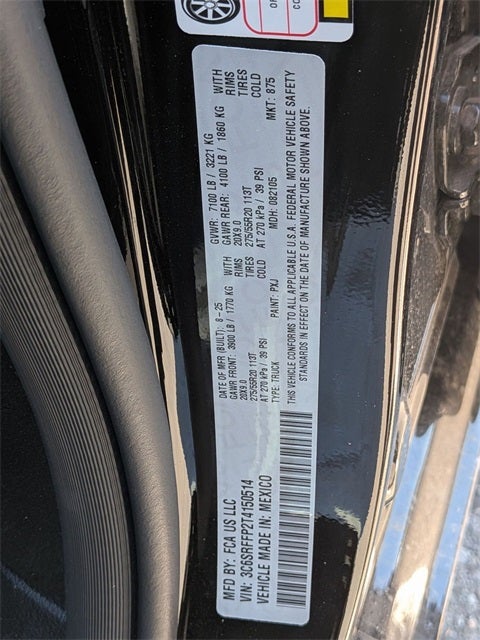 MFD BY: FCA US LLC
VIN: 3C6SRFFP2T4150514
VEHICLE MADE IN: MEXICO
DATE OF MFR (BUILT): 8-25
GVWR: 7100 LB / 3221 KG
GAWR FRONT: 3900 LB / 1770 KG WITH
GAWR REAR: 4100 LB / 1860 KG WITH
20X9.0 RIMS
20X9.0 RIMS
275/55R20 113T TIRES
275/55R20 113T TIRES
AT 270 kPa / 39 PSI COLD
AT 270 kPa / 39 PSI COLD
TYPE: TRUCK PAINT: PXJ MDH: 082105 MKT: 875
THIS VEHICLE CONFORMS TO ALL APPLICABLE U.S.A. FEDERAL MOTOR VEHICLE SAFETY
STANDARDS IN EFFECT ON THE DATE OF MANUFACTURE SHOWN ABOVE.